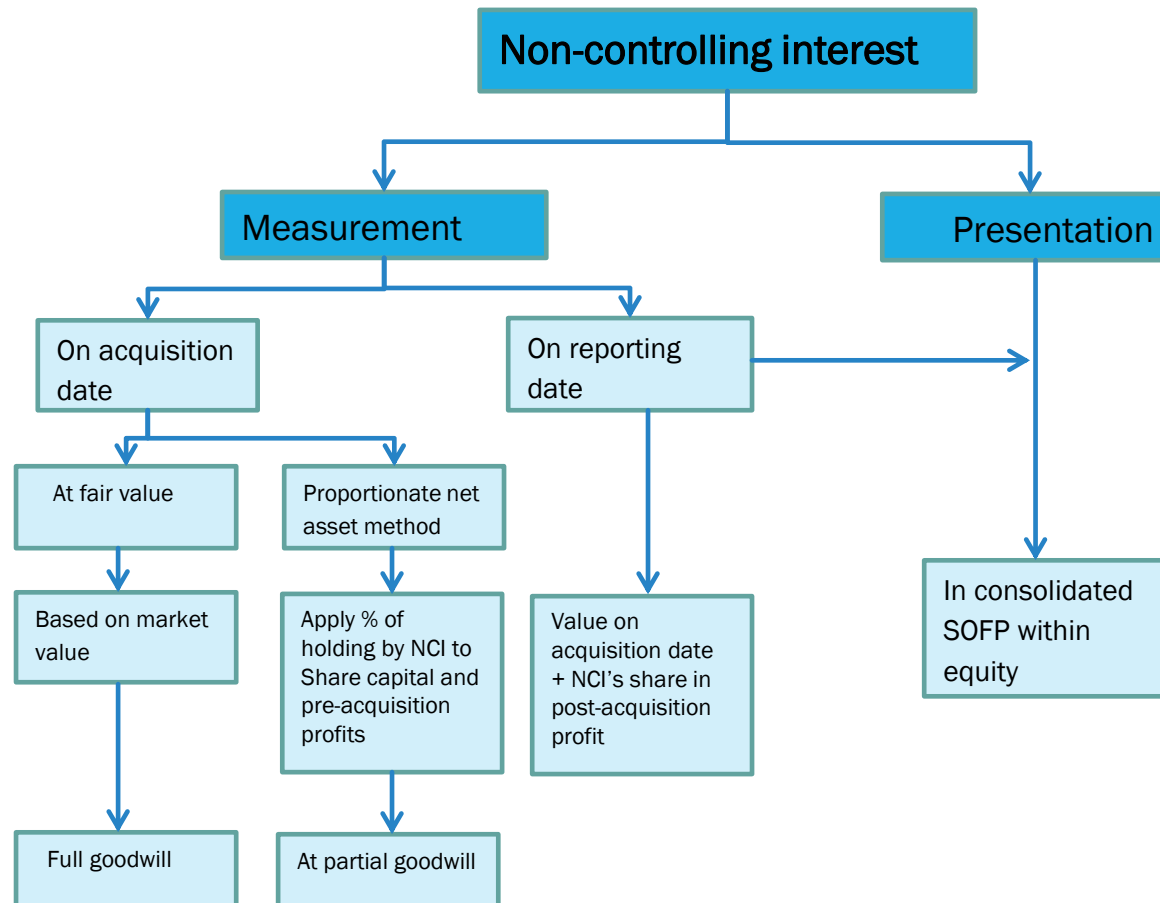 Non-controlling interest
Measurement
Presentation
On acquisition
date
On reporting
date
At fair value
Proportionate net
asset method
Based on market
value
Apply % of
holding by NCI to
Share capital and
pre-acquisition
profits
Value on
acquisition date
+ NCI's share in
post-acquisition
profit
In consolidated
SOFP within
equity
Full goodwill
At partial goodwill